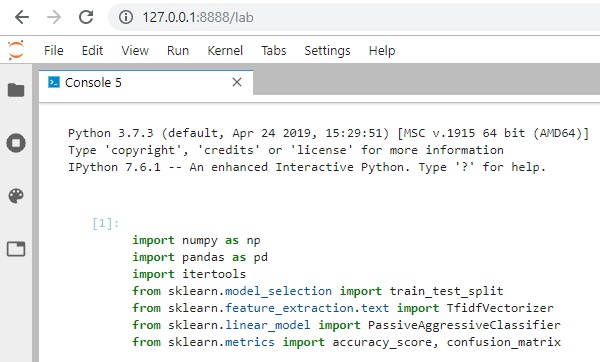 127.0.0.1:8888/lab
File Edit View Run Kernel Tabs Settings Help
Console 5
Python 3.7.3 (default, Apr 24 2019, 15:29:51) [MSC v.1915 64 bit (AMD64)]
Type 'copyright', 'credits' or 'license' for more information
IPython 7.6.1 -- An enhanced Interactive Python. Type '?' for help.
[1]:
import numpy as np
import pandas as pd
import itertools
from sklearn.model_selection import train_test_split
from sklearn.feature_extraction.text import TfidfVectorizer
from sklearn.linear_model import PassiveAggressiveClassifier
from sklearn.metrics import accuracy_score, confusion_matrix